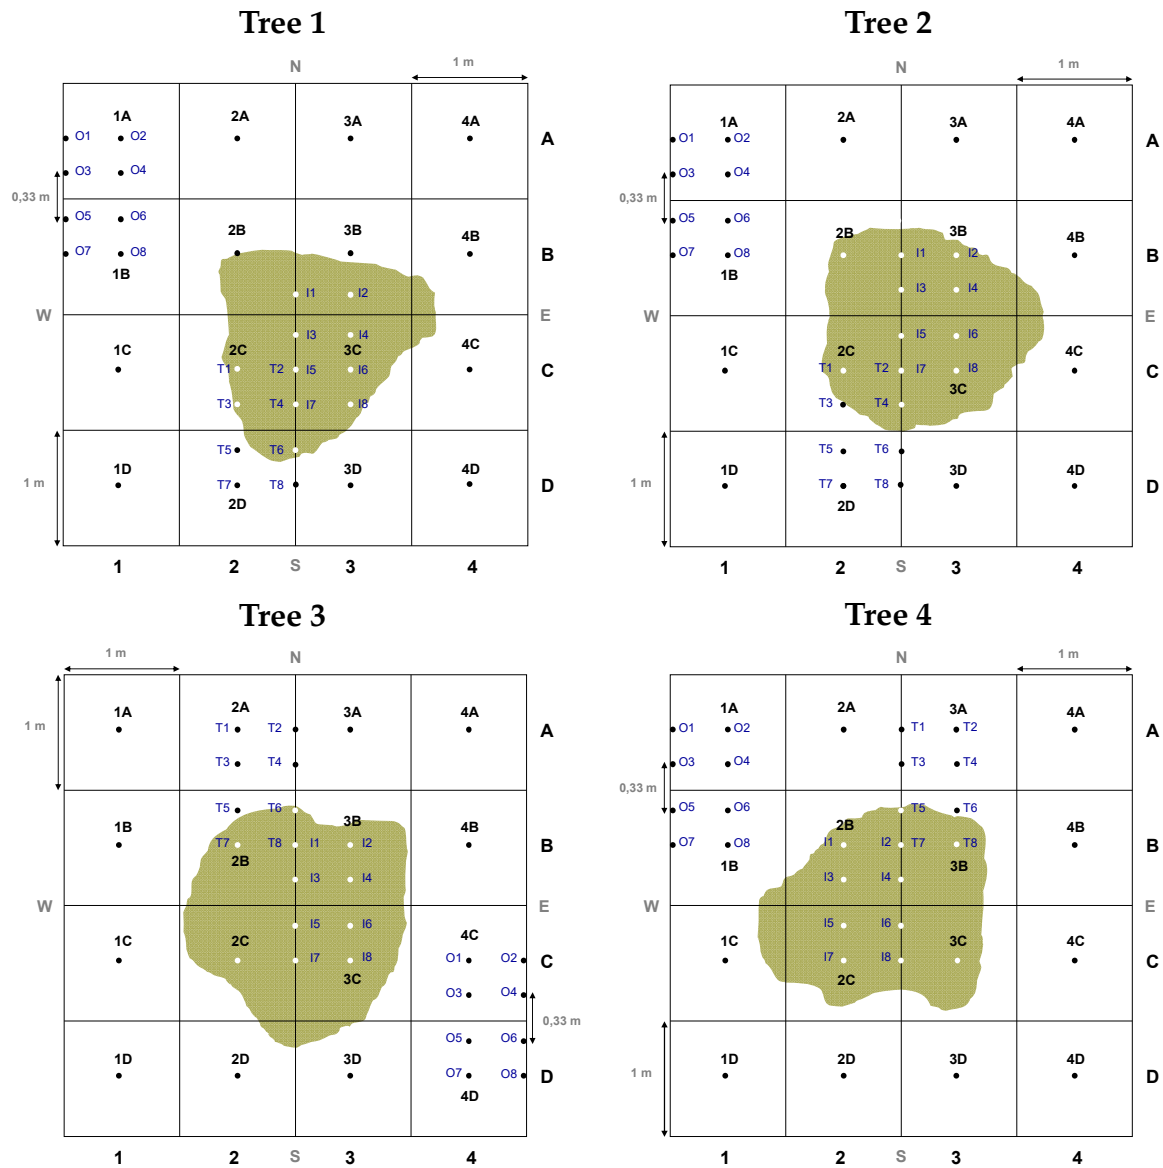 Tree 1
N
1 m
1A 2A 3A 4A
O1 O2 A
O3 O4
0,33 m
O5 O6
2B 3B 4B
O7 O8 B
1B
I1 I2
W E
I3 I4
1C 2C 3C 4C
T1 T2 I5 I6 C
T3 T4 I7 I8
T5 T6
1D 3D 4D
1 m T7 T8 D
2D
1 2 S 3 4
Tree 2
N
1 m
1A 2A 3A 4A
O1 O2 A
O3 O4
0,33 m
O5 O6
2B 3B 4B
O7 O8 I1 I2 B
1B
I3 I4
W E
I5 I6
1C 2C 4C
T1 T2 I7 I8 C
3C
T3 T4
T5 T6
1D 3D 4D
1 m T7 T8 D
2D
1 2 S 3 4
Tree 3
1 m
N
1A 2A 3A 4A
1 m T1 T2 A
T3 T4
T5 T6
1B 3B 4B
T7 T8 I1 I2 B
2B
I3 I4
W E
I5 I6
1C 2C 4C
I7 I8 O1 O2 C
3C
O3 O4
0,33 m
O5 O6
1D 2D 3D
O7 O8 D
4D
1 2 S 3 4
Tree 4
N
1 m
1A 2A 3A 4A
O1 O2 T1 T2 A
O3 O4 T3 T4
0,33 m
O5 O6 T5 T6
2B 4B
O7 O8 I1 I2 T7 T8 B
1B 3B
I3 I4
W E
I5 I6
1C 3C 4C
I7 I8 C
2C
1D 2D 3D 4D
1 m D
1 2 S 3 4